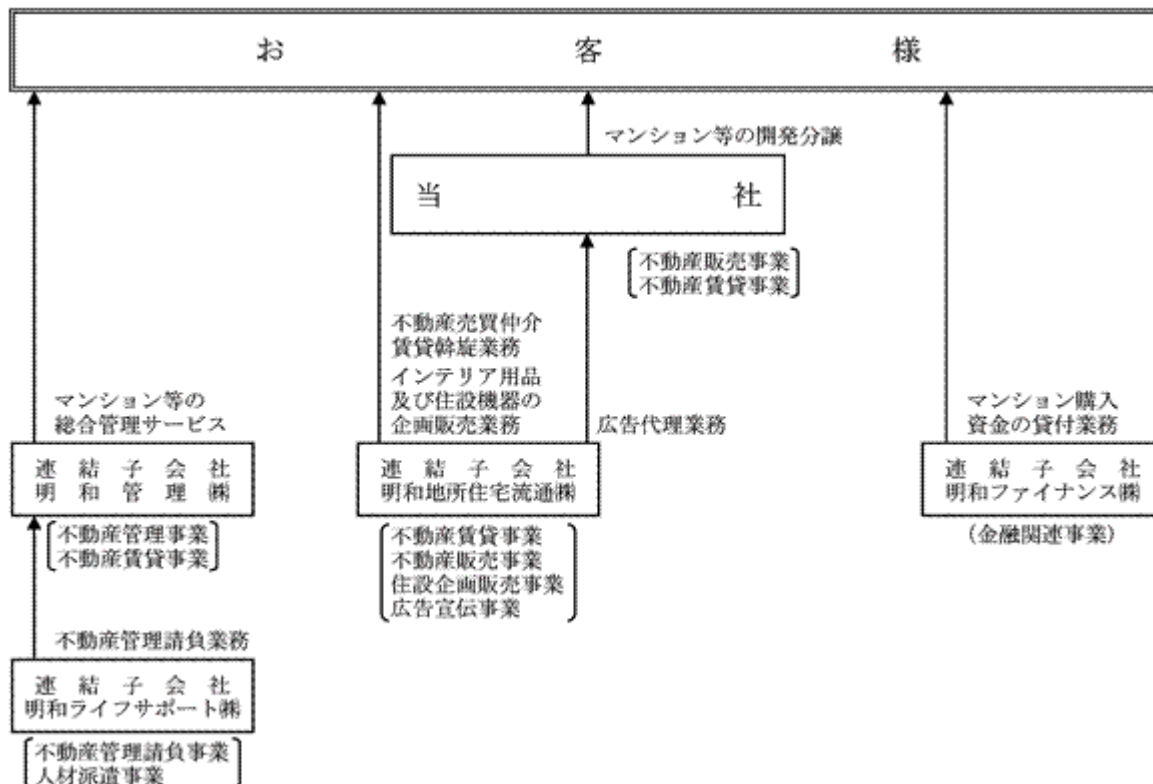 お客様
マンション等の開発分譲
当社
不動産販売事業
不動産賃貸事業
不動産売買仲介
賃貸斡旋業務
インテリア用品
及び住設機器の
企画販売業務
広告代理業務
マンション等の
総合管理サービス
マンション購入
資金の貸付業務
連結子会社
明和管理㈱
不動産管理事業
不動産賃貸事業
連結子会社
明和地所住宅流通㈱
不動産賃貸事業
不動産販売事業
住設企画販売事業
広告宣伝事業
連結子会社
明和ファイナンス㈱
(金融関連事業)
不動産管理請負業務
連結子会社
明和ライフサポート㈱
不動産管理請負事業
人材派遣事業